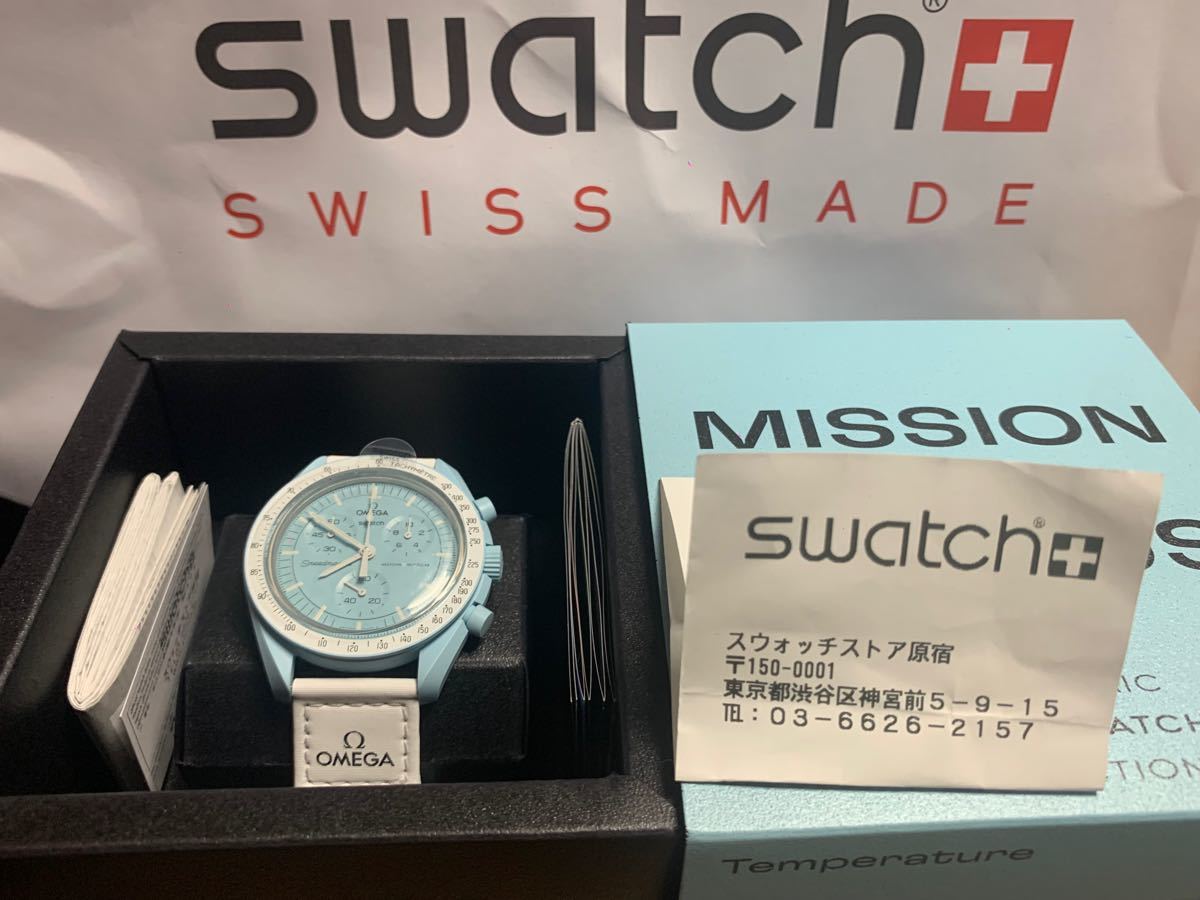 swatch
SWISS MADE
MISSION
TACHYMÈTRE
Ω
OMEGA
swatch
Ω
OMEGA
swatch
スウォッチストア原宿
〒150-0001
東京都渋谷区神宮前5-9-15
℡:03-6626-2157
Temperature